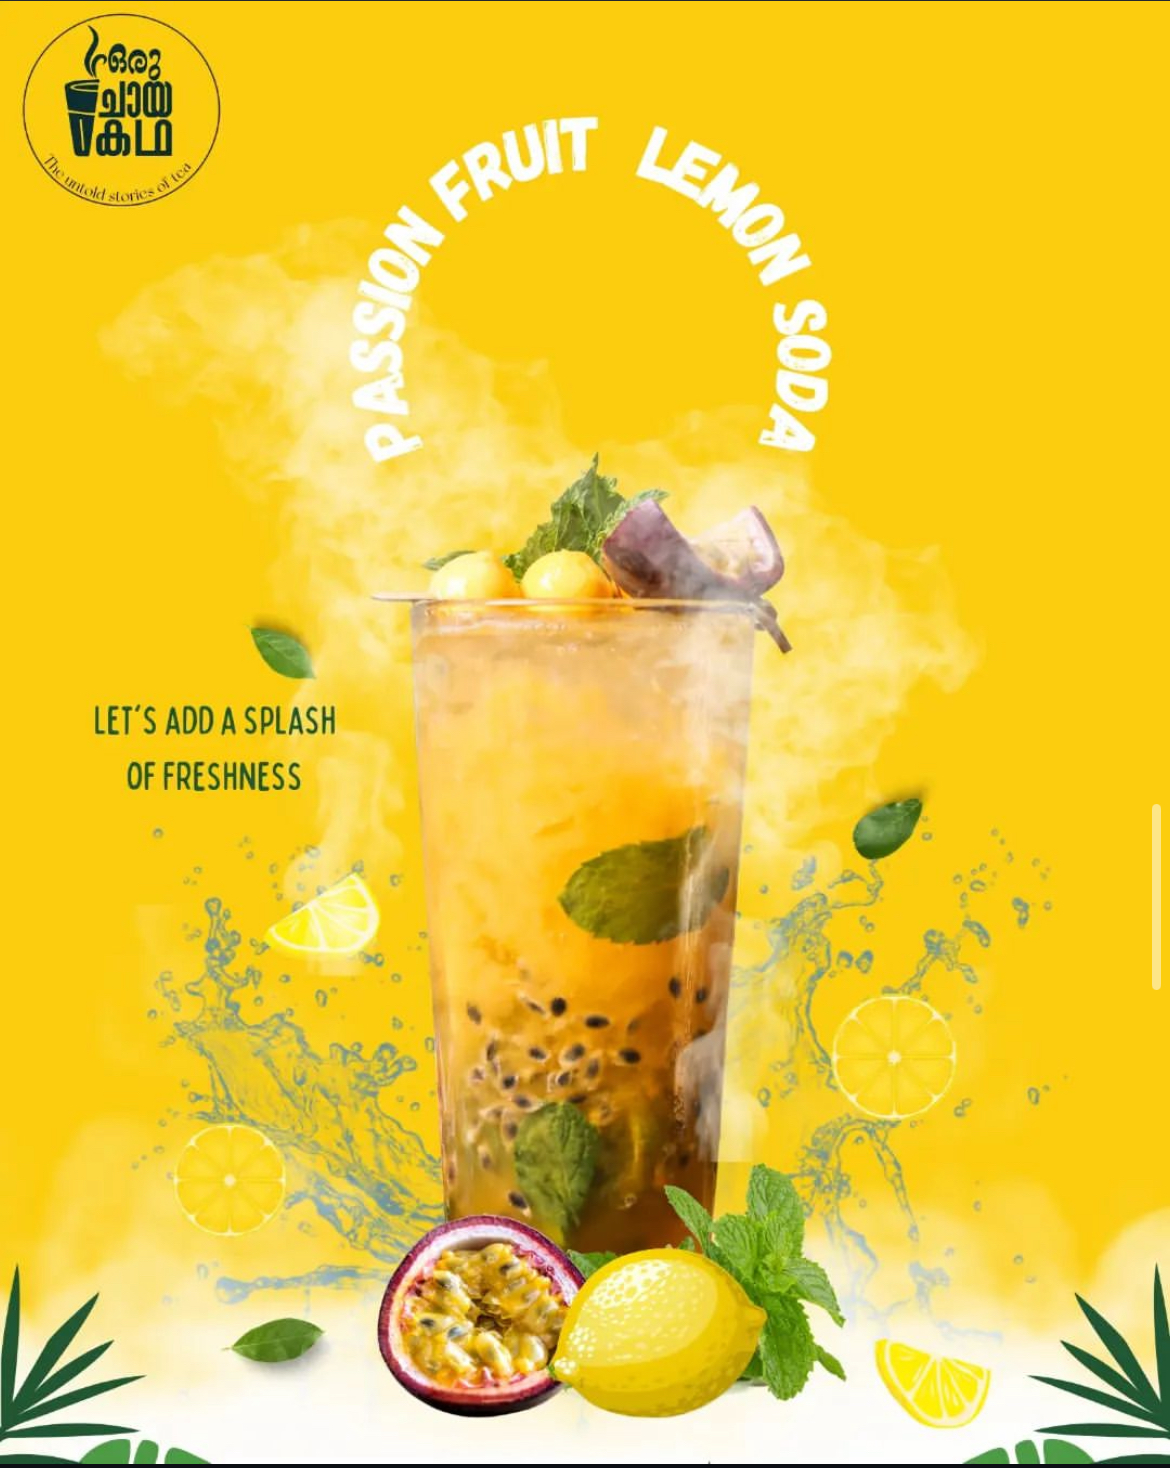 ഒരു
ചായ
കഥ
The untold stories of tea
PASSION FRUIT LEMON SODA
LET'S ADD A SPLASH
OF FRESHNESS